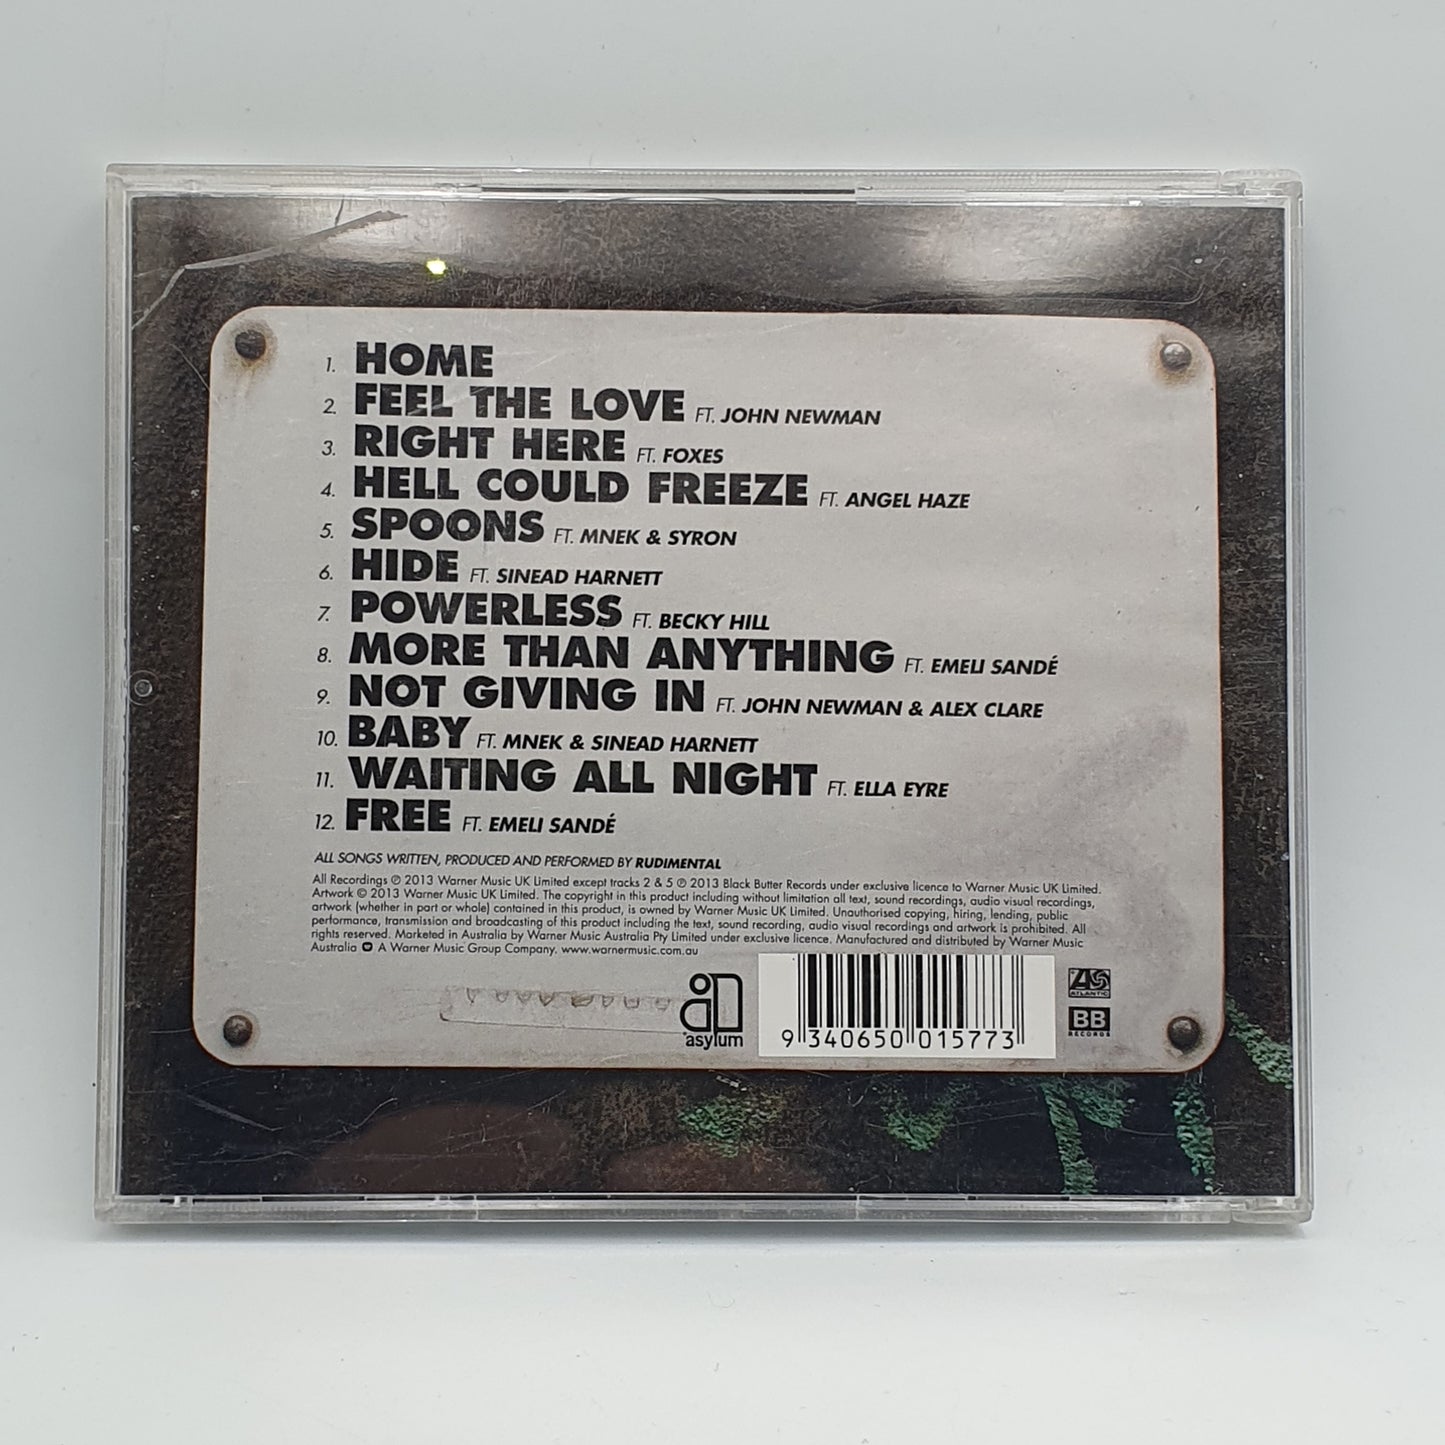 1. HOME
2. FEEL THE LOVE FT. JOHN NEWMAN
3. RIGHT HERE FT. FOXES
4. HELL COULD FREEZE FT. ANGEL HAZE
5. SPOONS FT. MNEK & SYRON
6. HIDE FT. SINEAD HARNETT
7. POWERLESS FT. BECKY HILL
8. MORE THAN ANYTHING FT. EMELI SANDÉ
9. NOT GIVING IN FT. JOHN NEWMAN & ALEX CLARE
10. BABY FT. MNEK & SINEAD HARNETT
11. WAITING ALL NIGHT FT. ELLA EYRE
12. FREE FT. EMELI SANDÉ
ALL SONGS WRITTEN, PRODUCED AND PERFORMED BY RUDIMENTAL
All Recordings ℗ 2013 Warner Music UK Limited except tracks 2 & 5 ℗ 2013 Black Butter Records under exclusive licence to Warner Music UK Limited.
Artwork © 2013 Warner Music UK Limited. The copyright in this product including without limitation all text, sound recordings, audio visual recordings,
artwork (whether in part or whole) contained in this product, is owned by Warner Music UK Limited. Unauthorised copying, hiring, lending, public
performance, transmission and broadcasting of this product including the text, sound recording, audio visual recordings and artwork is prohibited. All
rights reserved. Marketed in Australia by Warner Music Australia Pty Limited under exclusive licence. Manufactured and distributed by Warner Music
Australia A Warner Music Group Company. www.warnermusic.com.au
asylum
9 340650 015773
ATLANTIC
BB
RECORDS